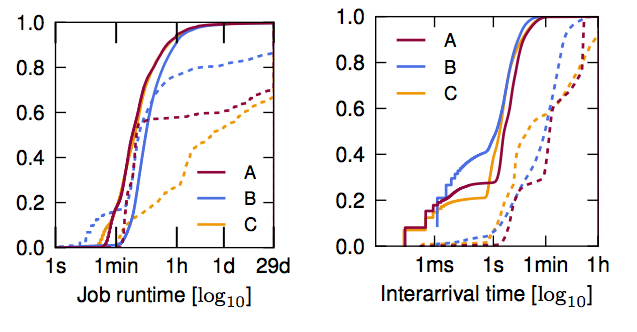 1.0
0.8
0.6
0.4
0.2
0.0
A
B
C
1s 1min 1h 1d 29d
Job runtime [log10]
1.0
0.8
0.6
0.4
0.2
0.0
A
B
C
1ms 1s 1min 1h
Interarrival time [log10]